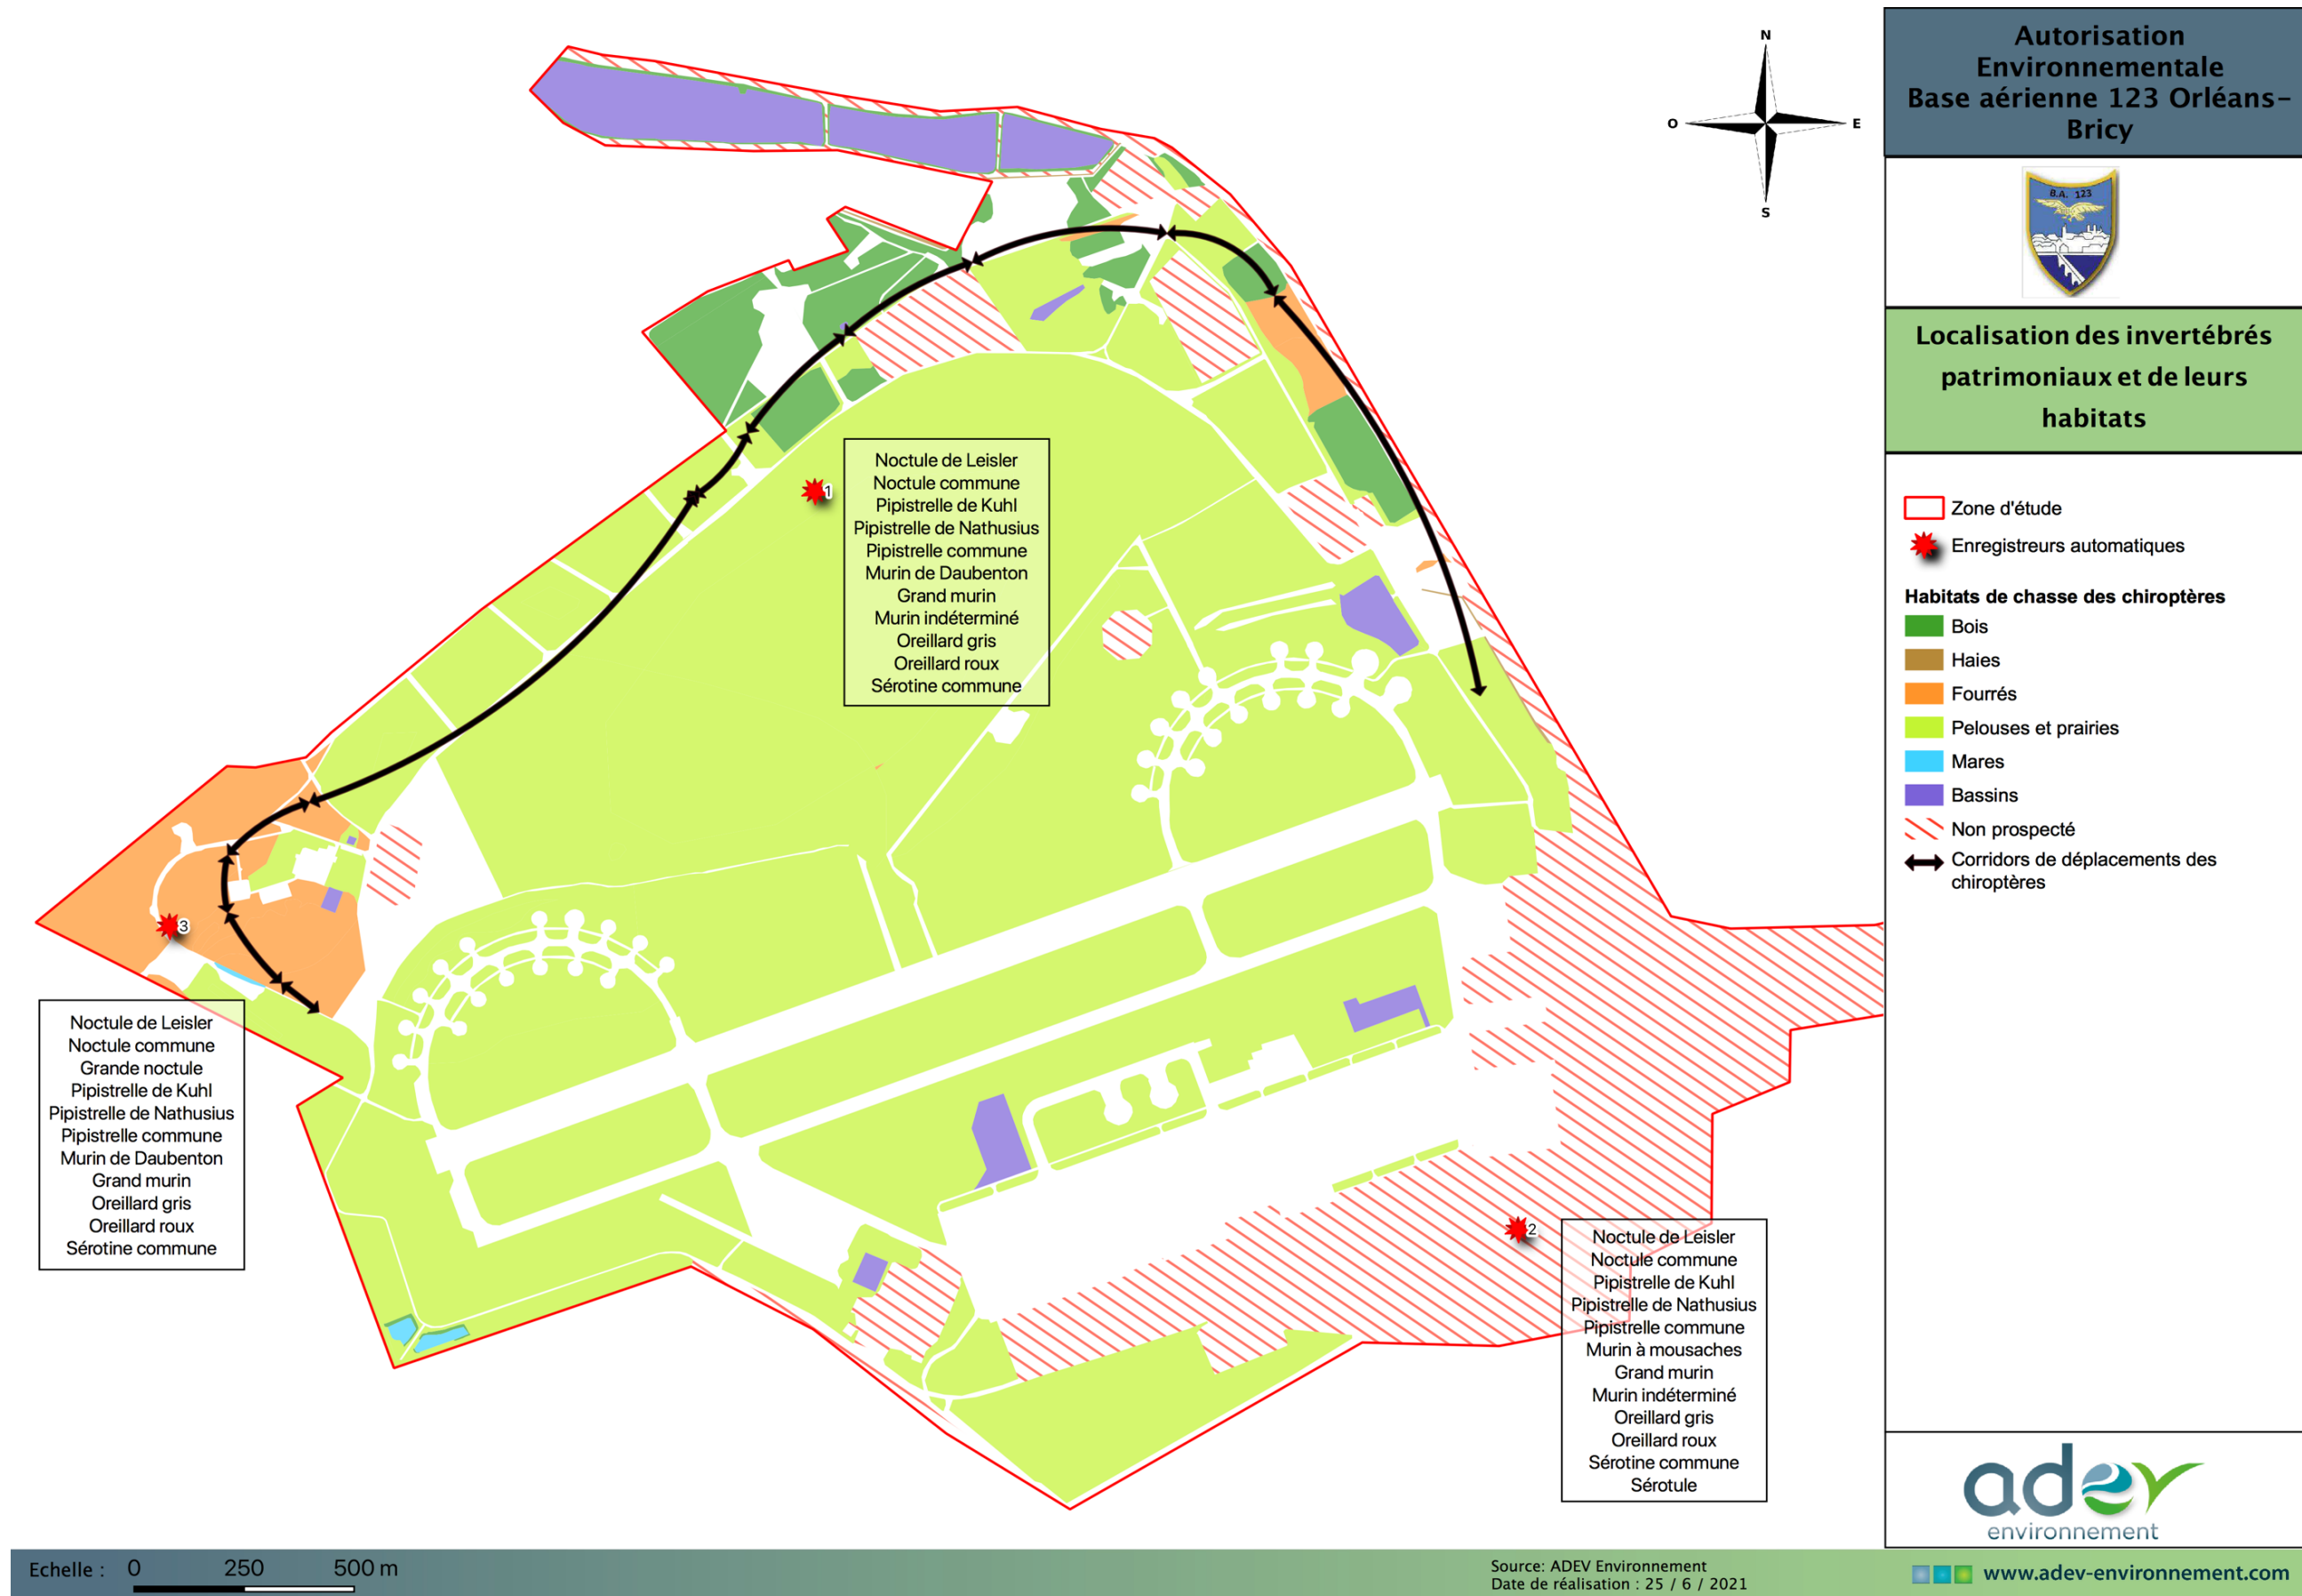 Autorisation
Environnementale
Base aérienne 123 Orléans-
Bricy
B.A. 123
Localisation des invertébrés
patrimoniaux et de leurs
habitats
Zone d'étude
Enregistreurs automatiques
Habitats de chasse des chiroptères
Bois
Haies
Fourrés
Pelouses et prairies
Mares
Bassins
Non prospecté
Corridors de déplacements des
chiroptères
N
O
E
S
1
Noctule de Leisler
Noctule commune
Pipistrelle de Kuhl
Pipistrelle de Nathusius
Pipistrelle commune
Murin de Daubenton
Grand murin
Murin indéterminé
Oreillard gris
Oreillard roux
Sérotine commune
3
Noctule de Leisler
Noctule commune
Grande noctule
Pipistrelle de Kuhl
Pipistrelle de Nathusius
Pipistrelle commune
Murin de Daubenton
Grand murin
Oreillard gris
Oreillard roux
Sérotine commune
2
Noctule de Leisler
Noctule commune
Pipistrelle de Kuhl
Pipistrelle de Nathusius
Pipistrelle commune
Murin à mousaches
Grand murin
Murin indéterminé
Oreillard gris
Oreillard roux
Sérotine commune
Sérotule
adev
environnement
Echelle : 0 250 500 m
Source: ADEV Environnement
Date de réalisation : 25 / 6 / 2021
www.adev-environnement.com